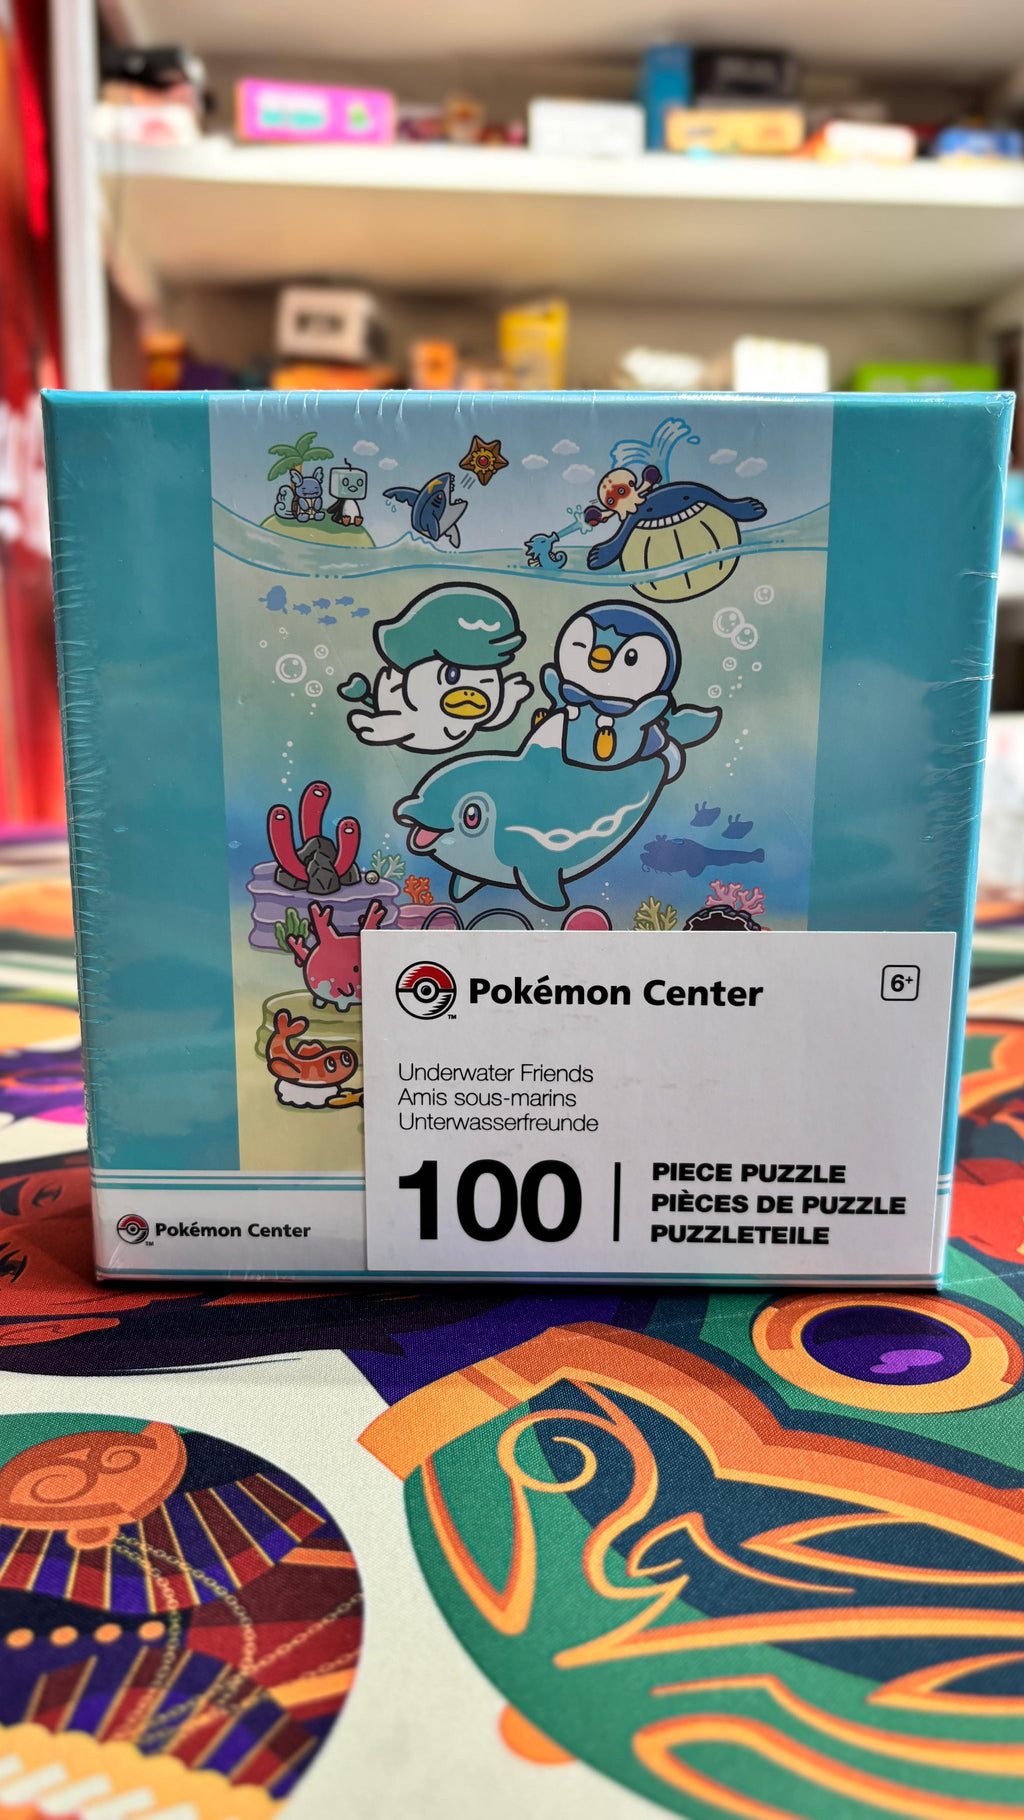 Pokémon Center
6+
Underwater Friends
Amis sous-marins
Unterwasserfreunde
100
PIECE PUZZLE
PIÈCES DE PUZZLE
PUZZLETEILE
Pokémon Center